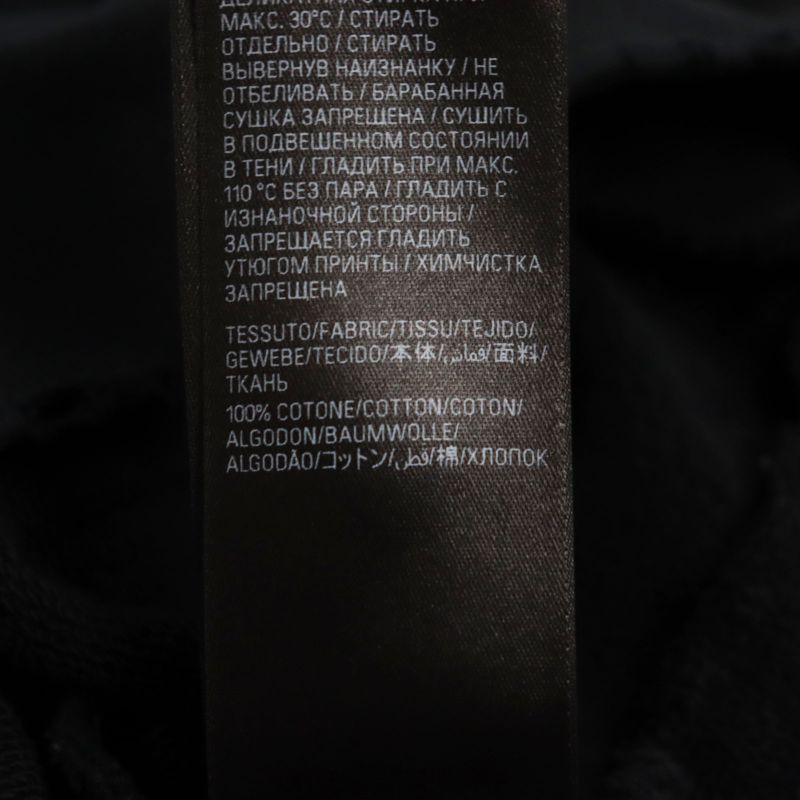 ДЕЛИКАТНАЯ СТИРКА ПРИ
МАКС. 30°C / СТИРАТЬ
ОТДЕЛЬНО / СТИРАТЬ
ВЫВЕРНУВ НАИЗНАНКУ / НЕ
ОТБЕЛИВАТЬ / БАРАБАННАЯ
СУШКА ЗАПРЕЩЕНА / СУШИТЬ
В ПОДВЕШЕННОМ СОСТОЯНИИ
В ТЕНИ / ГЛАДИТЬ ПРИ МАКС.
110 °C БЕЗ ПАРА / ГЛАДИТЬ С
ИЗНАНОЧНОЙ СТОРОНЫ /
ЗАПРЕЩАЕТСЯ ГЛАДИТЬ
УТЮГОМ ПРИНТЫ / ХИМЧИСТКА
ЗАПРЕЩЕНА
TESSUTO/FABRIC/TISSU/TEJIDO/
GEWEBE/TECIDO/本体/قماش/面料/
ТКАНЬ
100% COTONE/COTTON/COTON/
ALGODON/BAUMWOLLE/
ALGODÃO/コットン/قطن/棉/ХЛОПОК